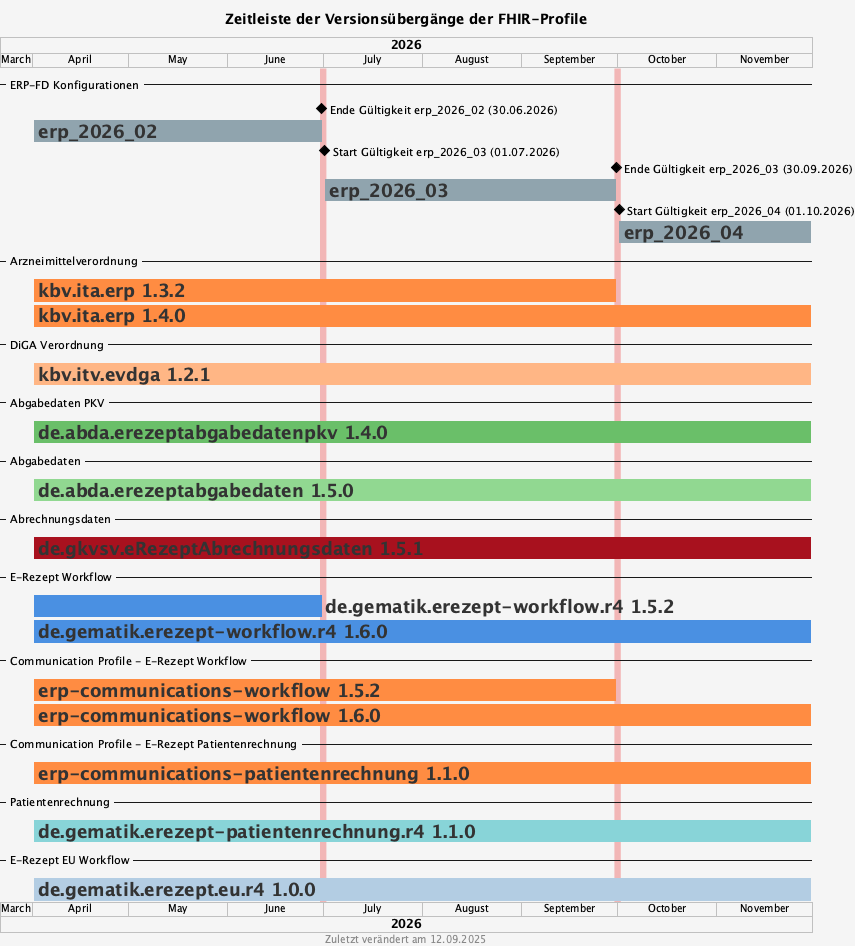 Zeitleiste der Versionsübergänge der FHIR-Profile
2026
March April May June July August September October November
ERP-FD Konfigurationen
Ende Gültigkeit erp_2026_02 (30.06.2026)
erp_2026_02
Start Gültigkeit erp_2026_03 (01.07.2026)
Ende Gültigkeit erp_2026_03 (30.09.2026)
erp_2026_03
Start Gültigkeit erp_2026_04 (01.10.2026)
erp_2026_04
Arzneimittelverordnung
kbv.ita.erp 1.3.2
kbv.ita.erp 1.4.0
DiGA Verordnung
kbv.itv.evdga 1.2.1
Abgabedaten PKV
de.abda.erezeptabgabedatenpkv 1.4.0
Abgabedaten
de.abda.erezeptabgabedaten 1.5.0
Abrechnungsdaten
de.gkvsv.eRezeptAbrechnungsdaten 1.5.1
E-Rezept Workflow
de.gematik.erezept-workflow.r4 1.5.2
de.gematik.erezept-workflow.r4 1.6.0
Communication Profile - E-Rezept Workflow
erp-communications-workflow 1.5.2
erp-communications-workflow 1.6.0
Communication Profile - E-Rezept Patientenrechnung
erp-communications-patientenrechnung 1.1.0
Patientenrechnung
de.gematik.erezept-patientenrechnung.r4 1.1.0
E-Rezept EU Workflow
de.gematik.erezept.eu.r4 1.0.0
March April May June July August September October November
2026
Zuletzt verändert am 12.09.2025